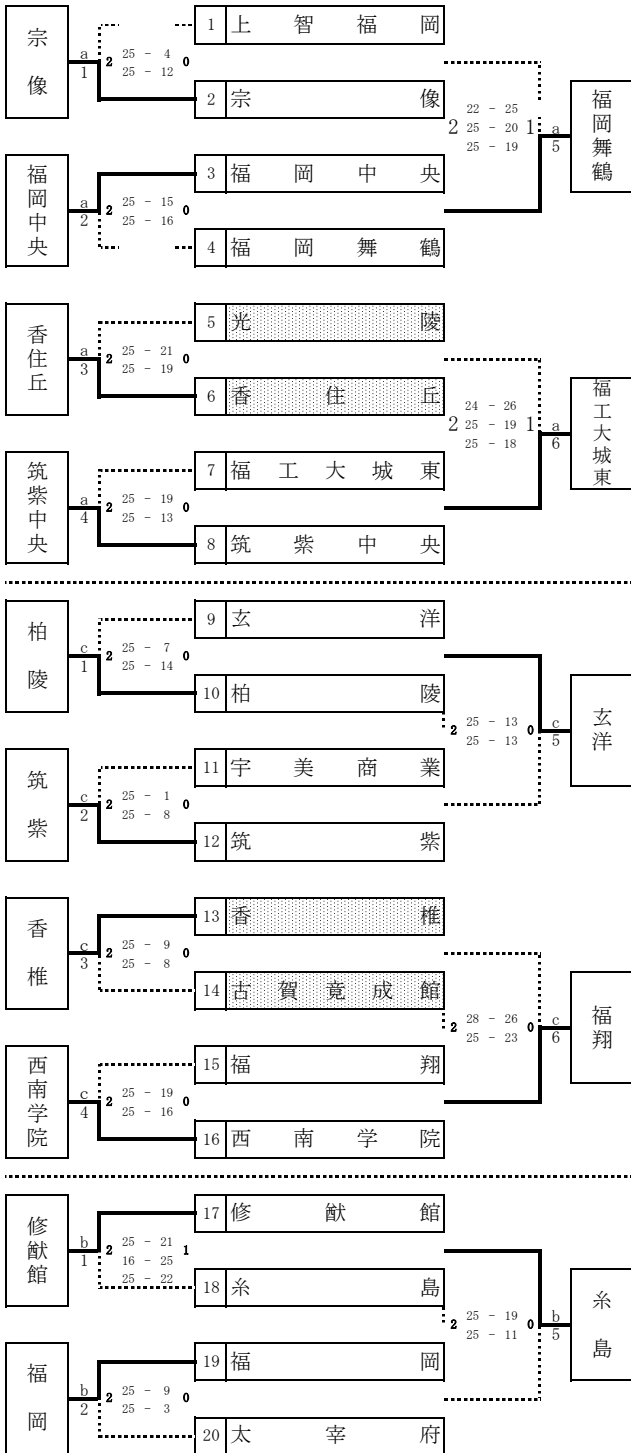 宗像
a
1
2 25 - 4 0
25 - 12
1 上智福岡
2 宗像
22 - 25
2 25 - 20 1
25 - 19
a
5
福岡舞鶴
福岡中央
a
2
2 25 - 15 0
25 - 16
3 福岡中央
4 福岡舞鶴
香住丘
a
3
2 25 - 21 0
25 - 19
5 光陵
6 香住丘
24 - 26
2 25 - 19 1
25 - 18
a
6
福工大城東
筑紫中央
a
4
2 25 - 19 0
25 - 13
7 福工大城東
8 筑紫中央
柏陵
c
1
2 25 - 7 0
25 - 14
9 玄洋
10 柏陵
2 25 - 13 0
25 - 13
c
5
玄洋
筑紫
c
2
2 25 - 1 0
25 - 8
11 宇美商業
12 筑紫
香椎
c
3
2 25 - 9 0
25 - 8
13 香椎
14 古賀竟成館
2 28 - 26 0
25 - 23
c
6
福翔
西南学院
c
4
2 25 - 19 0
25 - 16
15 福翔
16 西南学院
修猷館
b
1
2 25 - 21 1
16 - 25
25 - 22
17 修猷館
18 糸島
2 25 - 19 0
25 - 11
b
5
糸島
福岡
b
2
2 25 - 9 0
25 - 3
19 福岡
20 太宰府